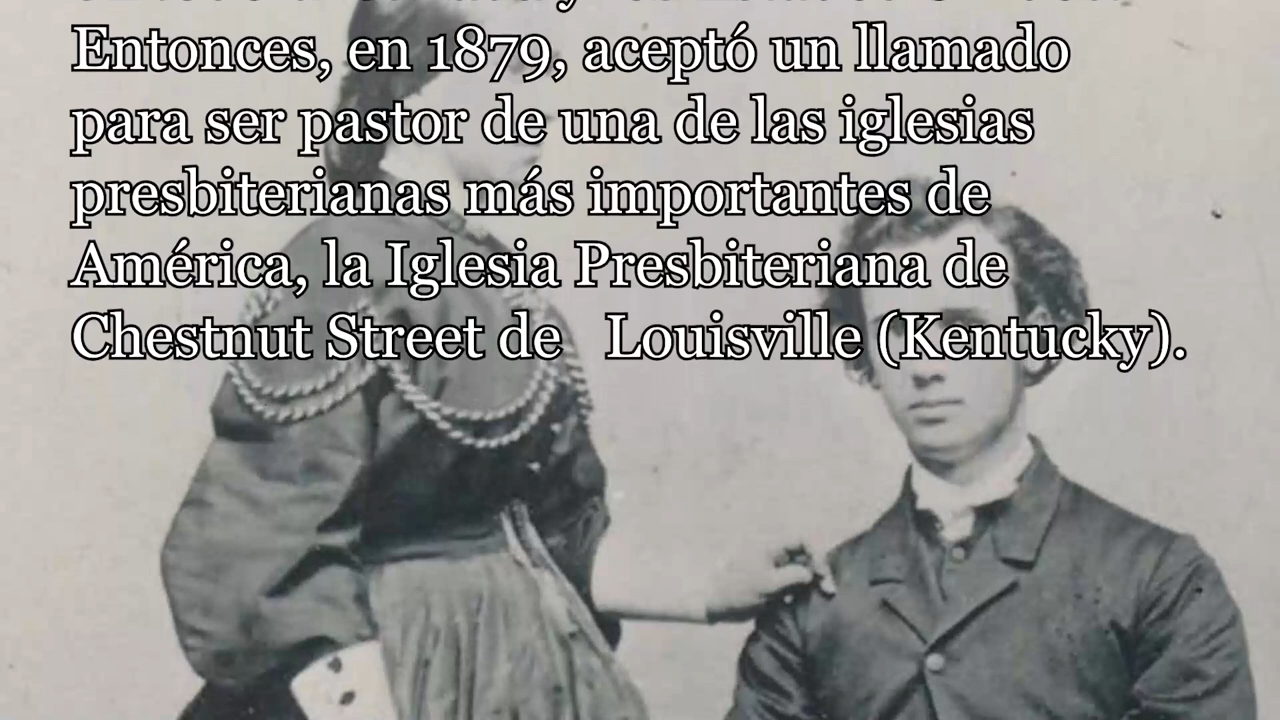 Entonces, en 1879, aceptó un llamado
para ser pastor de una de las iglesias
presbiterianas más importantes de
América, la Iglesia Presbiteriana de
Chestnut Street de Louisville (Kentucky).